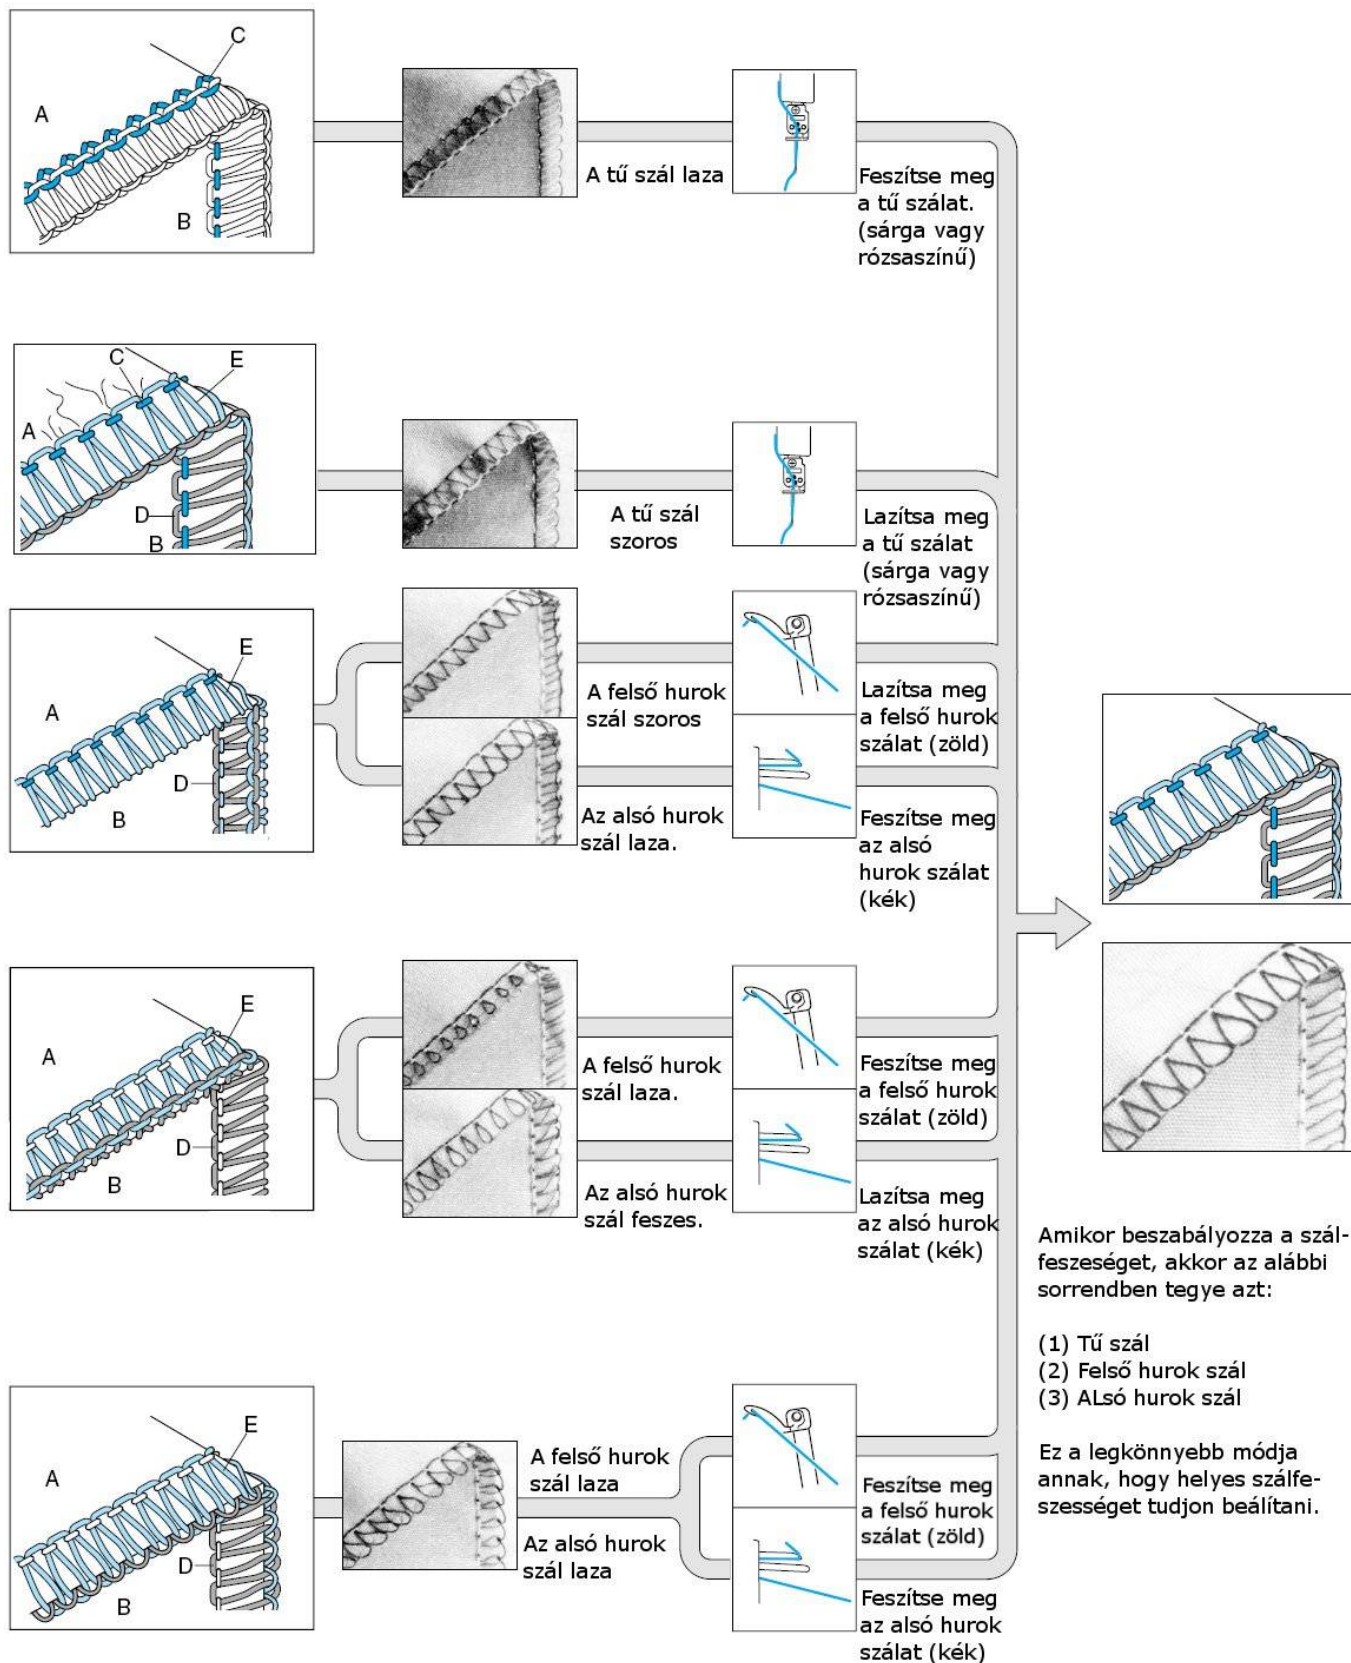 C
A
B
A tű szál laza
Feszítse meg
a tű szálat.
(sárga vagy
rózsaszínű)
C
E
A
D
B
A tű szál
szoros
Lazítsa meg
a tű szálat
(sárga vagy
rózsaszínű)
E
A
D
B
A felső hurok
szál szoros
Lazítsa meg
a felső hurok
szálat (zöld)
Az alsó hurok
szál laza.
Feszítse meg
az alsó
hurok szálat
(kék)
E
A
D
B
A felső hurok
szál laza.
Feszítse meg
a felső hurok
szálat (zöld)
Az alsó hurok
szál feszes.
Lazítsa meg
az alsó hurok
szálat (kék)
E
A
D
B
A felső hurok
szál laza
Feszítse meg
a felső hurok
szálat (zöld)
Az alsó hurok
szál laza
Feszítse meg
az alsó hurok
szálat (kék)
Amikor beszabályozza a szál-
feszeséget, akkor az alábbi
sorrendben tegye azt:
(1) Tű szál
(2) Felső hurok szál
(3) ALsó hurok szál
Ez a legkönnyebb módja
annak, hogy helyes szálfe-
szességet tudjon beálítani.